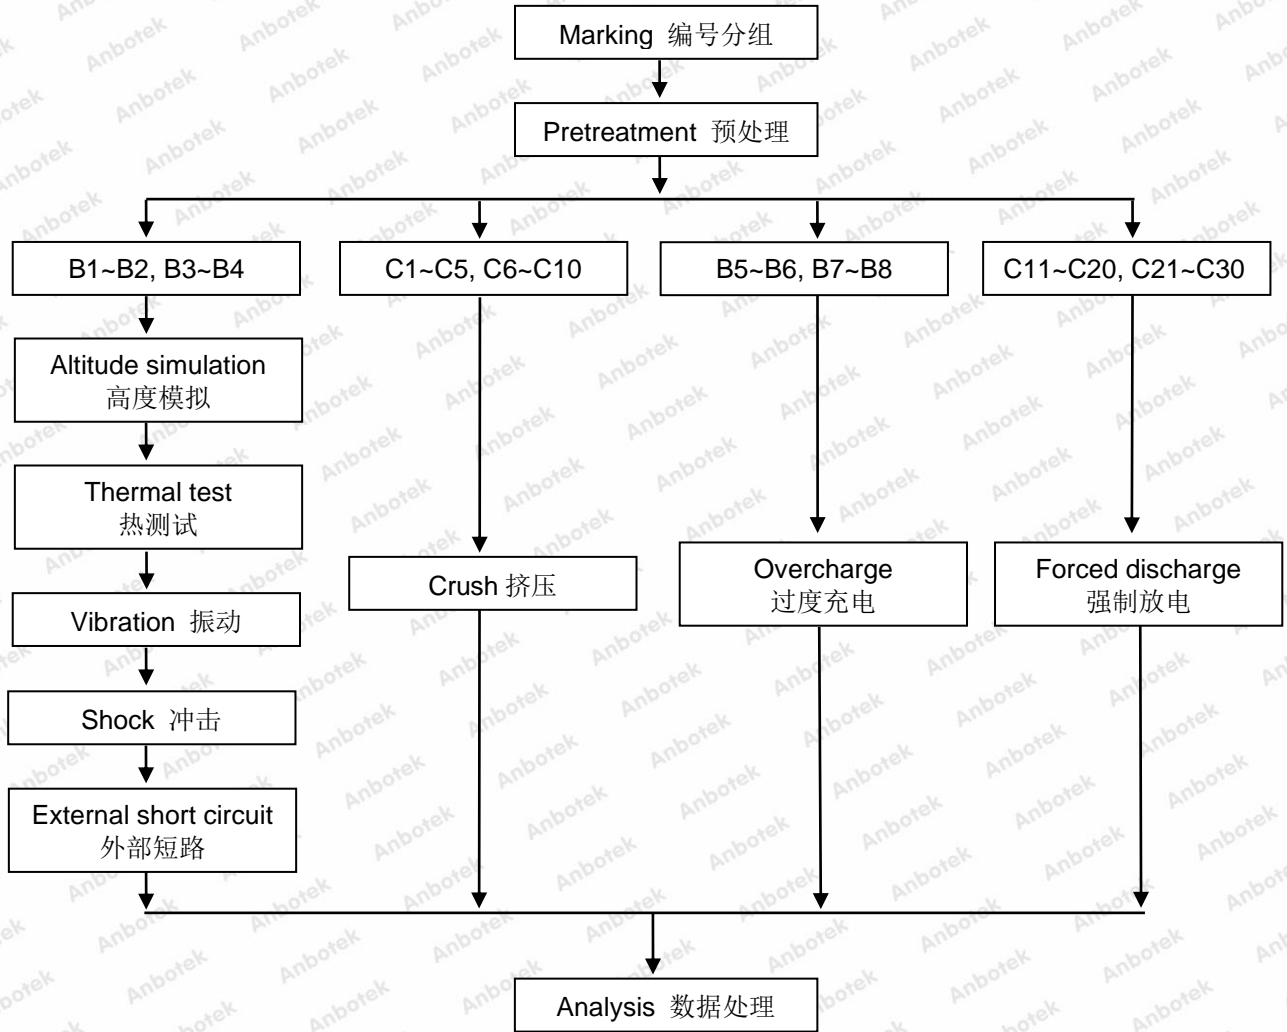 Marking 编号分组
Pretreatment 预处理
B1~B2, B3~B4
C1~C5, C6~C10
B5~B6, B7~B8
C11~C20, C21~C30
Altitude simulation
高度模拟
Thermal test
热测试
Vibration 振动
Shock 冲击
External short circuit
外部短路
Crush 挤压
Overcharge
过度充电
Forced discharge
强制放电
Analysis 数据处理
Anbotek